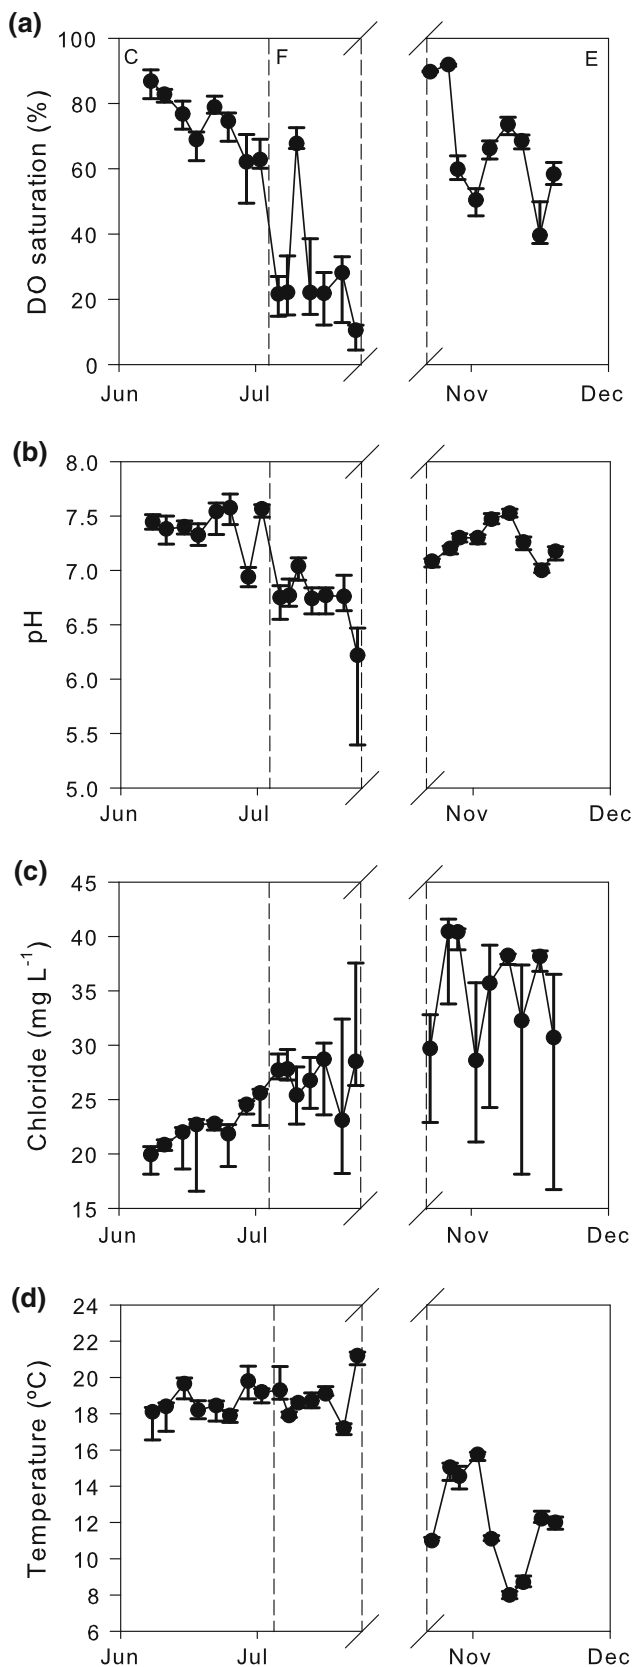 (a)
100
80
60
40
20
0
DO saturation (%)
C
F
E
Jun
Jul
Nov
Dec
(b)
8.0
7.5
7.0
6.5
6.0
5.5
5.0
pH
Jun
Jul
Nov
Dec
(c)
45
40
35
30
25
20
15
Chloride (mg L⁻¹)
Jun
Jul
Nov
Dec
(d)
24
22
20
18
16
14
12
10
8
6
Temperature (ºC)
Jun
Jul
Nov
Dec